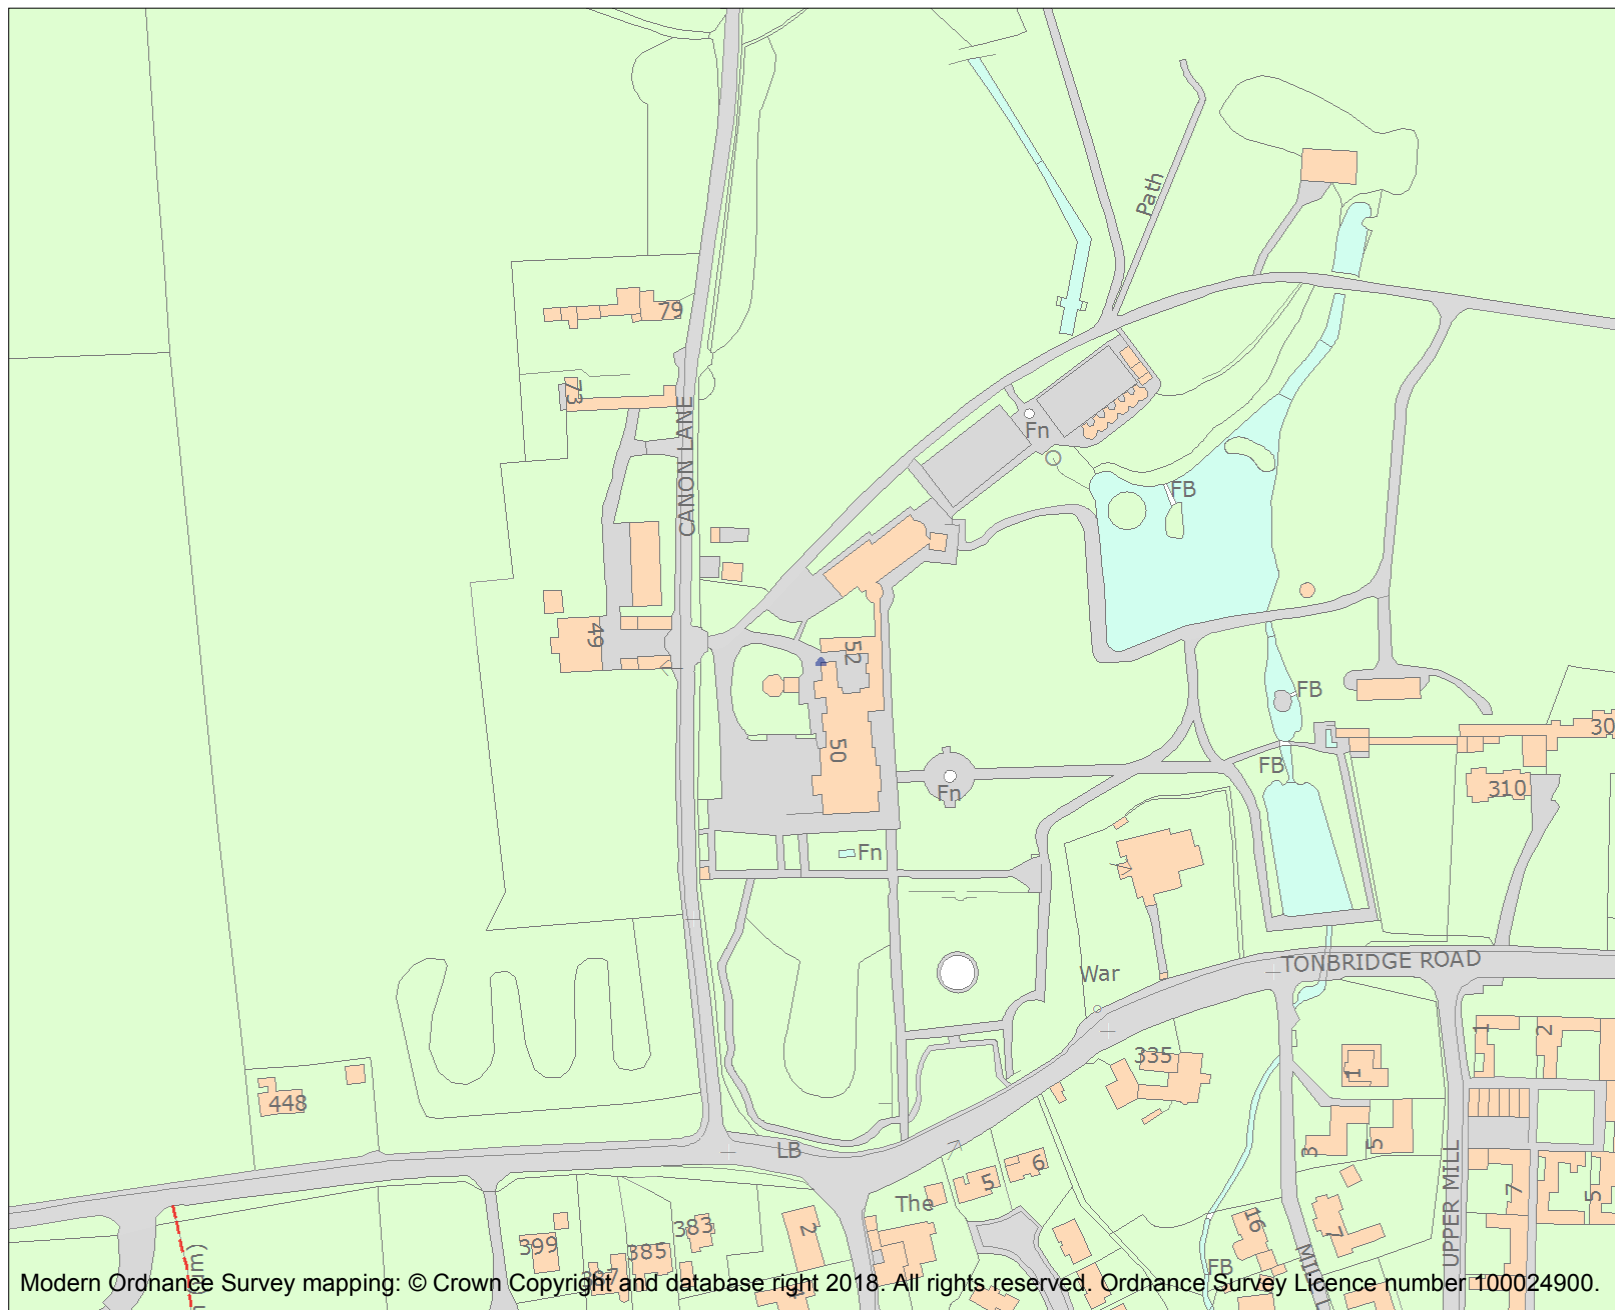 Path
79
73
CANON LANE
Fn
FB
49
52
FB
50
30
FB
310
Fn
Fn
TONBRIDGE ROAD
War
1
2
335
1
448
3
5
LB
UPPER MILL
6
5
7
5
The
16
7
2
383
399
385
387
FB
MILL
Modern Ordnance Survey mapping: © Crown Copyright and database right 2018. All rights reserved. Ordnance Survey Licence number 100024900.